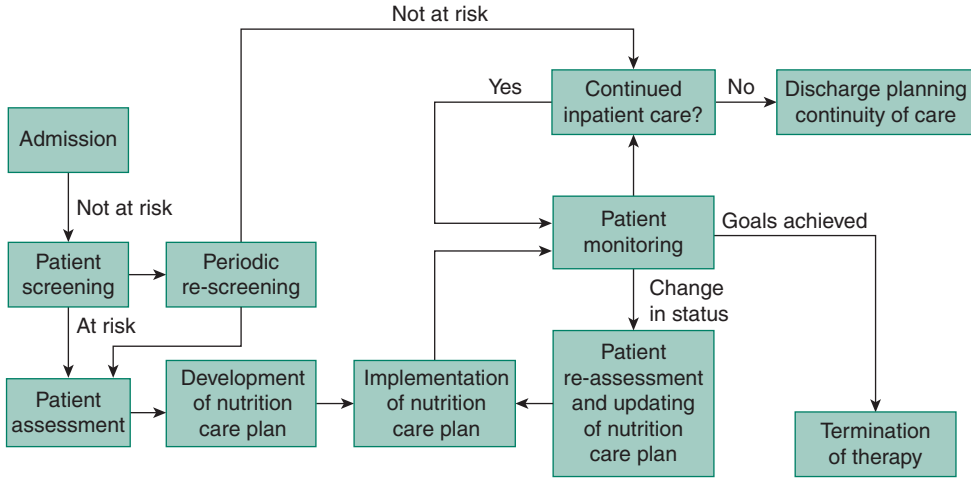 Not at risk
Yes
Continued
inpatient care?
No
Discharge planning
continuity of care
Admission
Not at risk
Patient
monitoring
Goals achieved
Patient
screening
Periodic
re-screening
Change
in status
At risk
Patient
assessment
Development
of nutrition
care plan
Implementation
of nutrition
care plan
Patient
re-assessment
and updating
of nutrition
care plan
Termination
of therapy